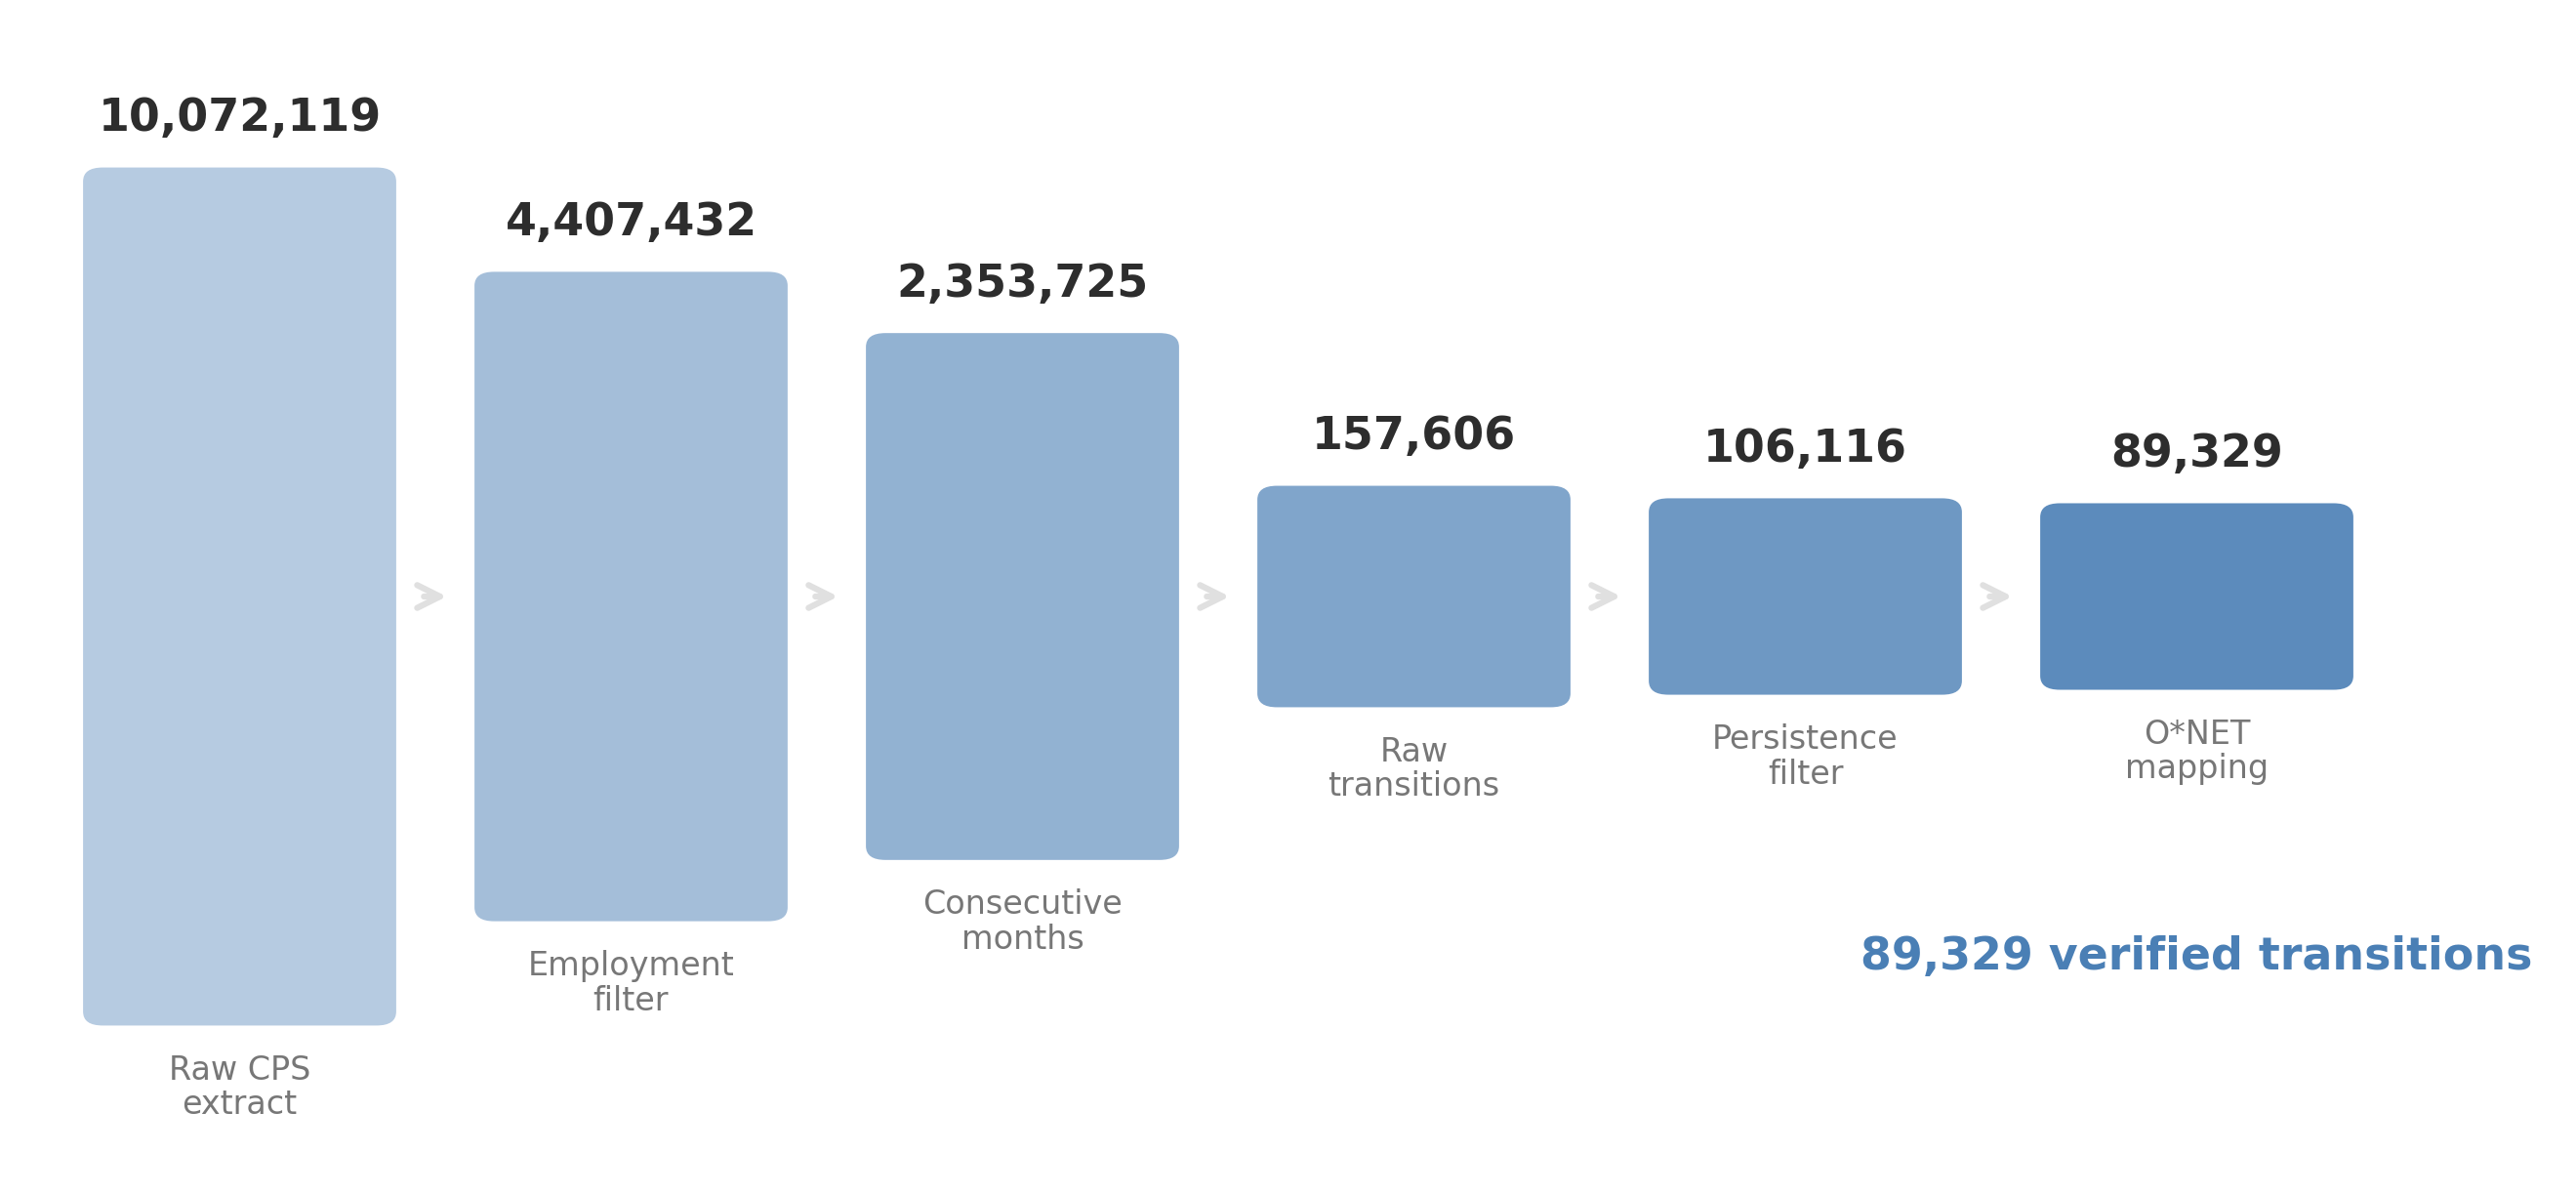 10,072,119
Raw CPS
extract
4,407,432
Employment
filter
2,353,725
Consecutive
months
157,606
Raw
transitions
106,116
Persistence
filter
89,329
O*NET
mapping
89,329 verified transitions